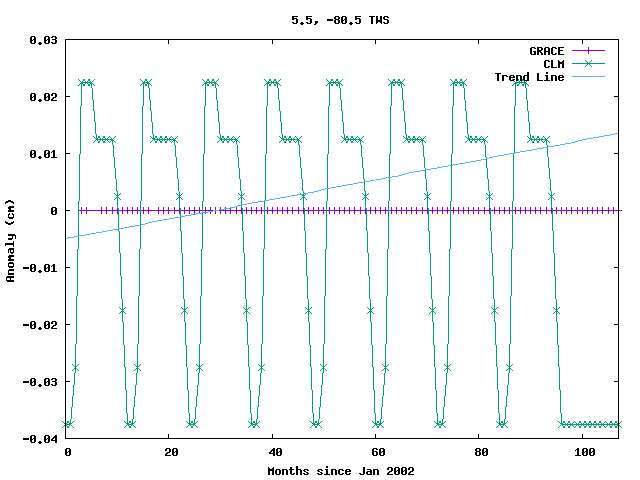 5.5, -80.5 TWS
0.03
GRACE
CLM
Trend Line
0.02
0.01
0
-0.01
-0.02
-0.03
-0.04
Anomaly (cm)
0 20 40 60 80 100
Months since Jan 2002